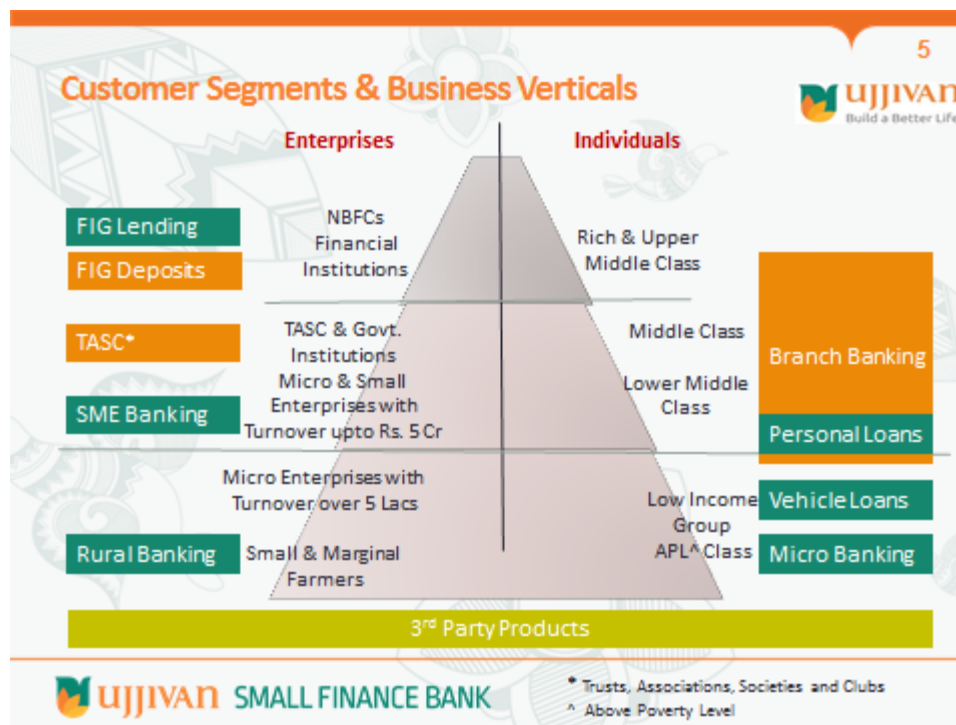 5
Customer Segments & Business Verticals
UJJIVAN
Build a Better Life
Enterprises
Individuals
FIG Lending
FIG Deposits
NBFCs
Financial
Institutions
Rich & Upper
Middle Class
TASC*
TASC & Govt.
Institutions
Micro & Small
Enterprises with
Turnover upto Rs. 5 Cr
SME Banking
Middle Class
Lower Middle
Class
Branch Banking
Personal Loans
Micro Enterprises with
Turnover over 5 Lacs
Rural Banking
Small & Marginal
Farmers
Low Income
Group
APL^ Class
Vehicle Loans
Micro Banking
3rd Party Products
UJJIVAN SMALL FINANCE BANK
* Trusts, Associations, Societies and Clubs
^ Above Poverty Level